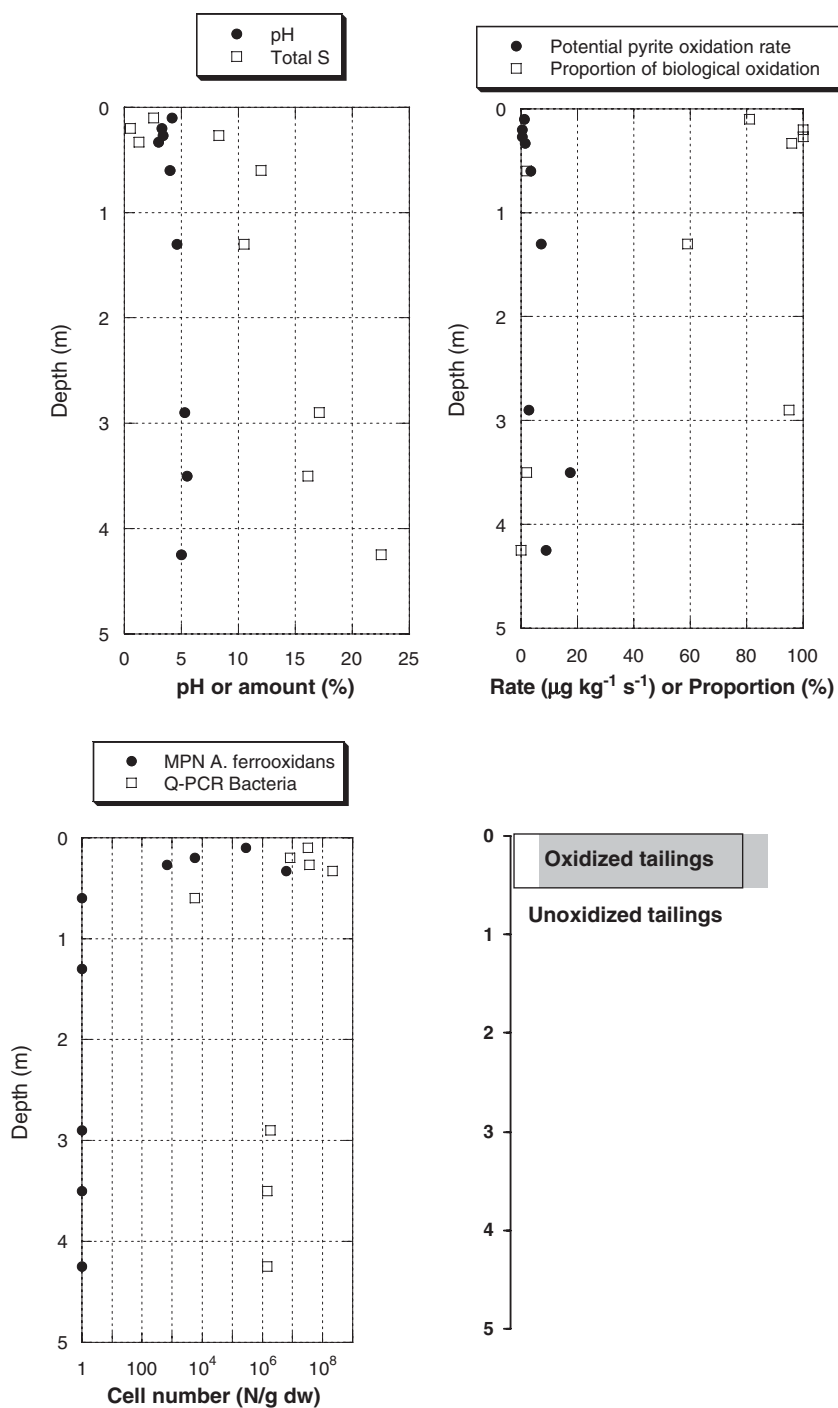 pH
Total S
0
1
2
3
4
5
Depth (m)
0 5 10 15 20 25
pH or amount (%)
Potential pyrite oxidation rate
Proportion of biological oxidation
0
1
2
3
4
5
Depth (m)
0 20 40 60 80 100
Rate (µg kg⁻¹ s⁻¹) or Proportion (%)
MPN A. ferrooxidans
Q-PCR Bacteria
0
1
2
3
4
5
Depth (m)
1 100 10⁴ 10⁶ 10⁸
Cell number (N/g dw)
0
Oxidized tailings
Unoxidized tailings
1
2
3
4
5